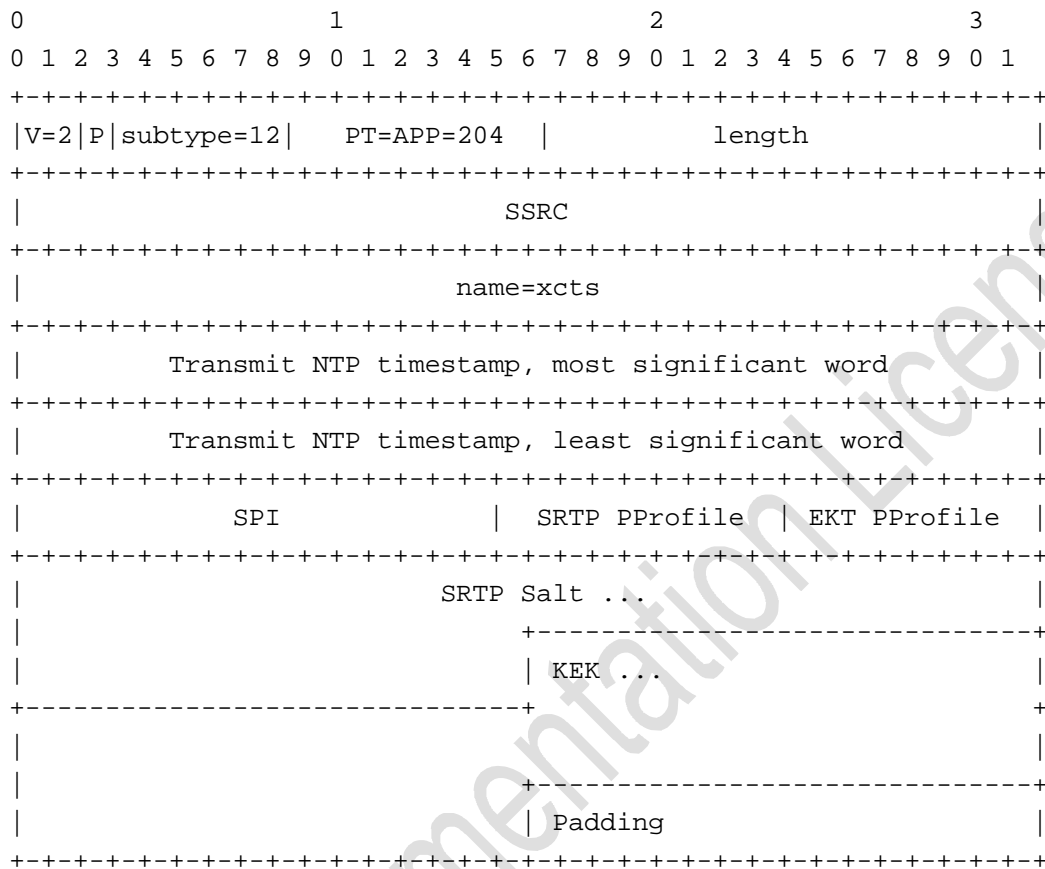 0                   1                   2                   3
0 1 2 3 4 5 6 7 8 9 0 1 2 3 4 5 6 7 8 9 0 1 2 3 4 5 6 7 8 9 0 1
+-+-+-+-+-+-+-+-+-+-+-+-+-+-+-+-+-+-+-+-+-+-+-+-+-+-+-+-+-+-+-+-+
|V=2|P|subtype=12|   PT=APP=204  |          length              |
+-+-+-+-+-+-+-+-+-+-+-+-+-+-+-+-+-+-+-+-+-+-+-+-+-+-+-+-+-+-+-+-+
|                              SSRC                             |
+-+-+-+-+-+-+-+-+-+-+-+-+-+-+-+-+-+-+-+-+-+-+-+-+-+-+-+-+-+-+-+-+
|                           name=xcts                           |
+-+-+-+-+-+-+-+-+-+-+-+-+-+-+-+-+-+-+-+-+-+-+-+-+-+-+-+-+-+-+-+-+
|         Transmit NTP timestamp, most significant word         |
+-+-+-+-+-+-+-+-+-+-+-+-+-+-+-+-+-+-+-+-+-+-+-+-+-+-+-+-+-+-+-+-+
|         Transmit NTP timestamp, least significant word        |
+-+-+-+-+-+-+-+-+-+-+-+-+-+-+-+-+-+-+-+-+-+-+-+-+-+-+-+-+-+-+-+-+
|             SPI             |  SRTP PProfile  | EKT PProfile  |
+-+-+-+-+-+-+-+-+-+-+-+-+-+-+-+-+-+-+-+-+-+-+-+-+-+-+-+-+-+-+-+-+
|                          SRTP Salt ...                        |
|                               +-------------------------------+
|                               | KEK ...                       |
+-------------------------------+                               +
|                                                               |
|                               +-------------------------------+
|                               | Padding                       |
+-+-+-+-+-+-+-+-+-+-+-+-+-+-+-+-+-+-+-+-+-+-+-+-+-+-+-+-+-+-+-+-+